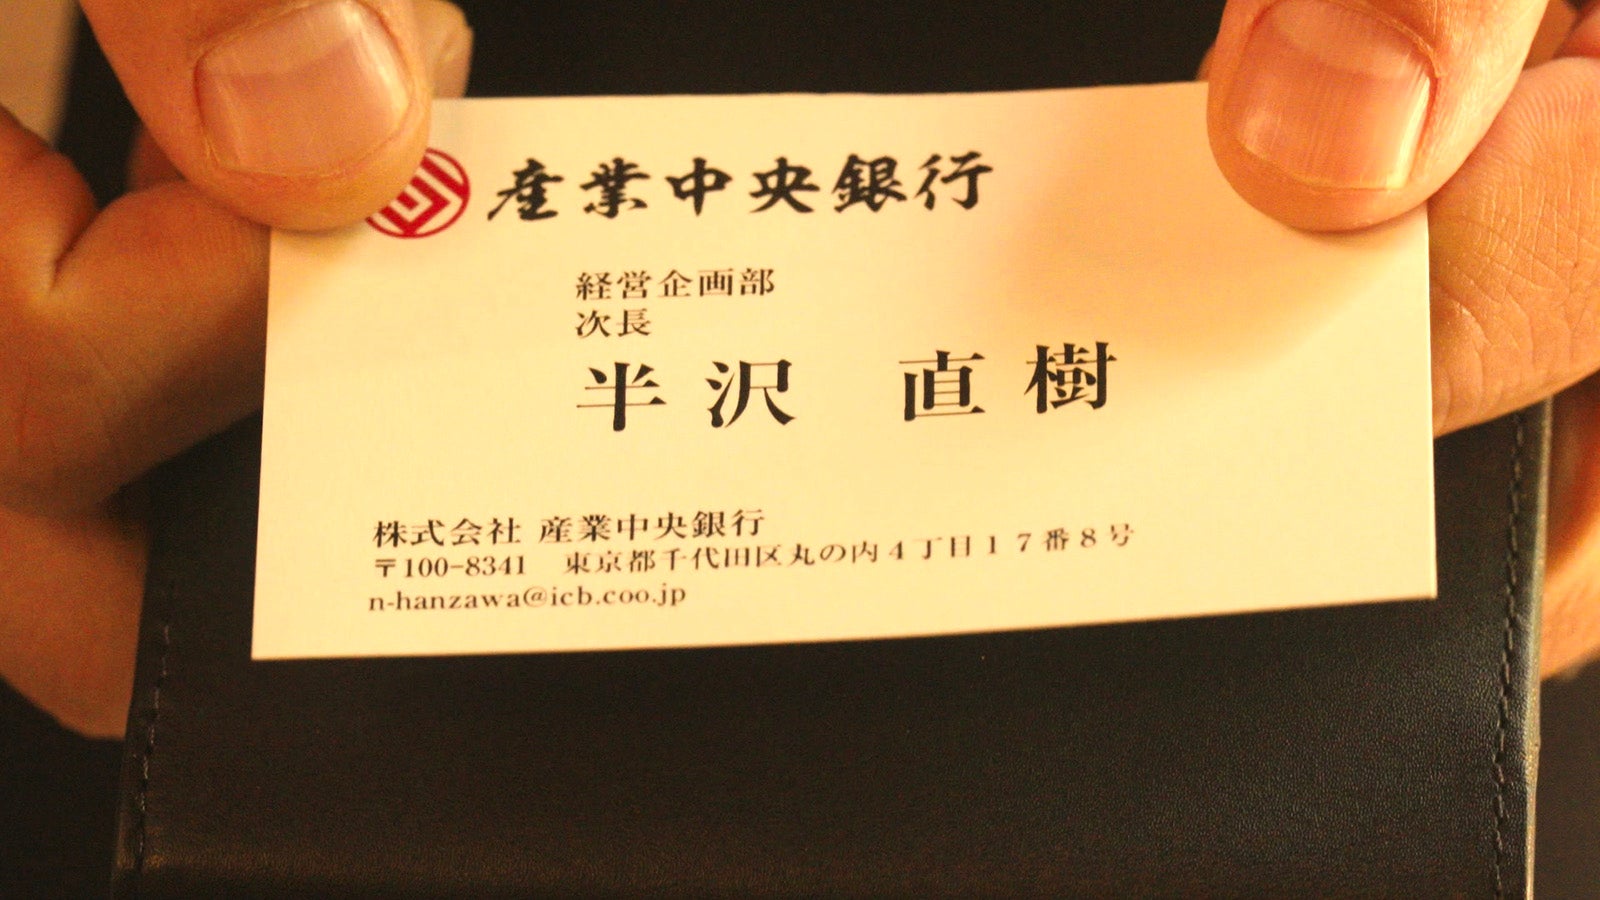 産業中央銀行
経営企画部
次長
半沢 直樹
株式会社 産業中央銀行
〒100-8341 東京都千代田区丸の内4丁目17番8号
n-hanzawa@icb.coo.jp